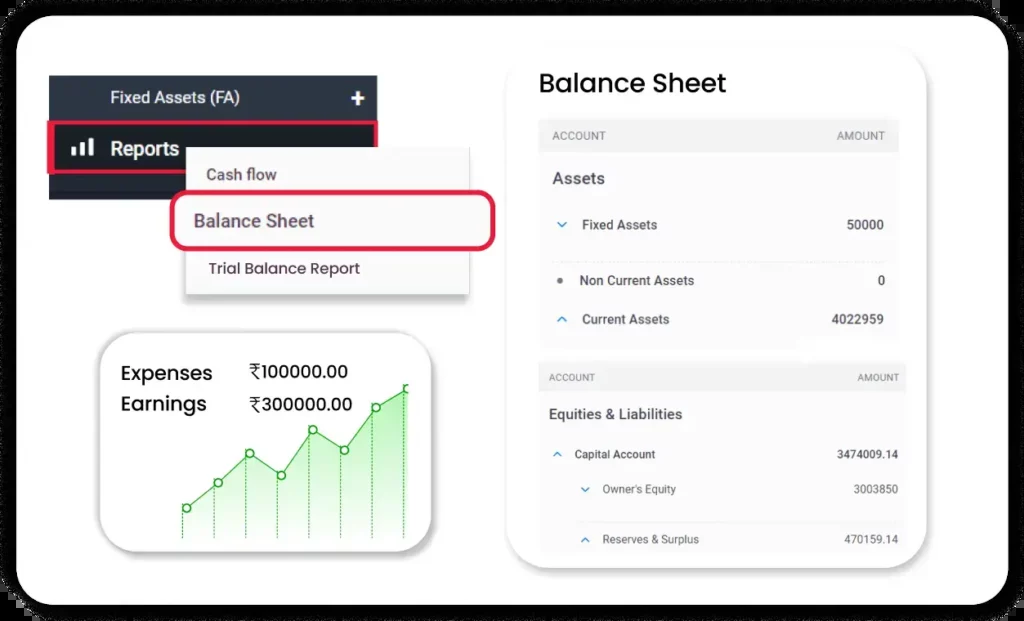 Fixed Assets (FA) +
Reports
Cash flow
Balance Sheet
Trial Balance Report
Expenses ₹100000.00
Earnings ₹300000.00
Balance Sheet
ACCOUNT AMOUNT
Assets
Fixed Assets 50000
Non Current Assets 0
Current Assets 4022959
ACCOUNT AMOUNT
Equities & Liabilities
Capital Account 3474009.14
Owner's Equity 3003850
Reserves & Surplus 470159.14